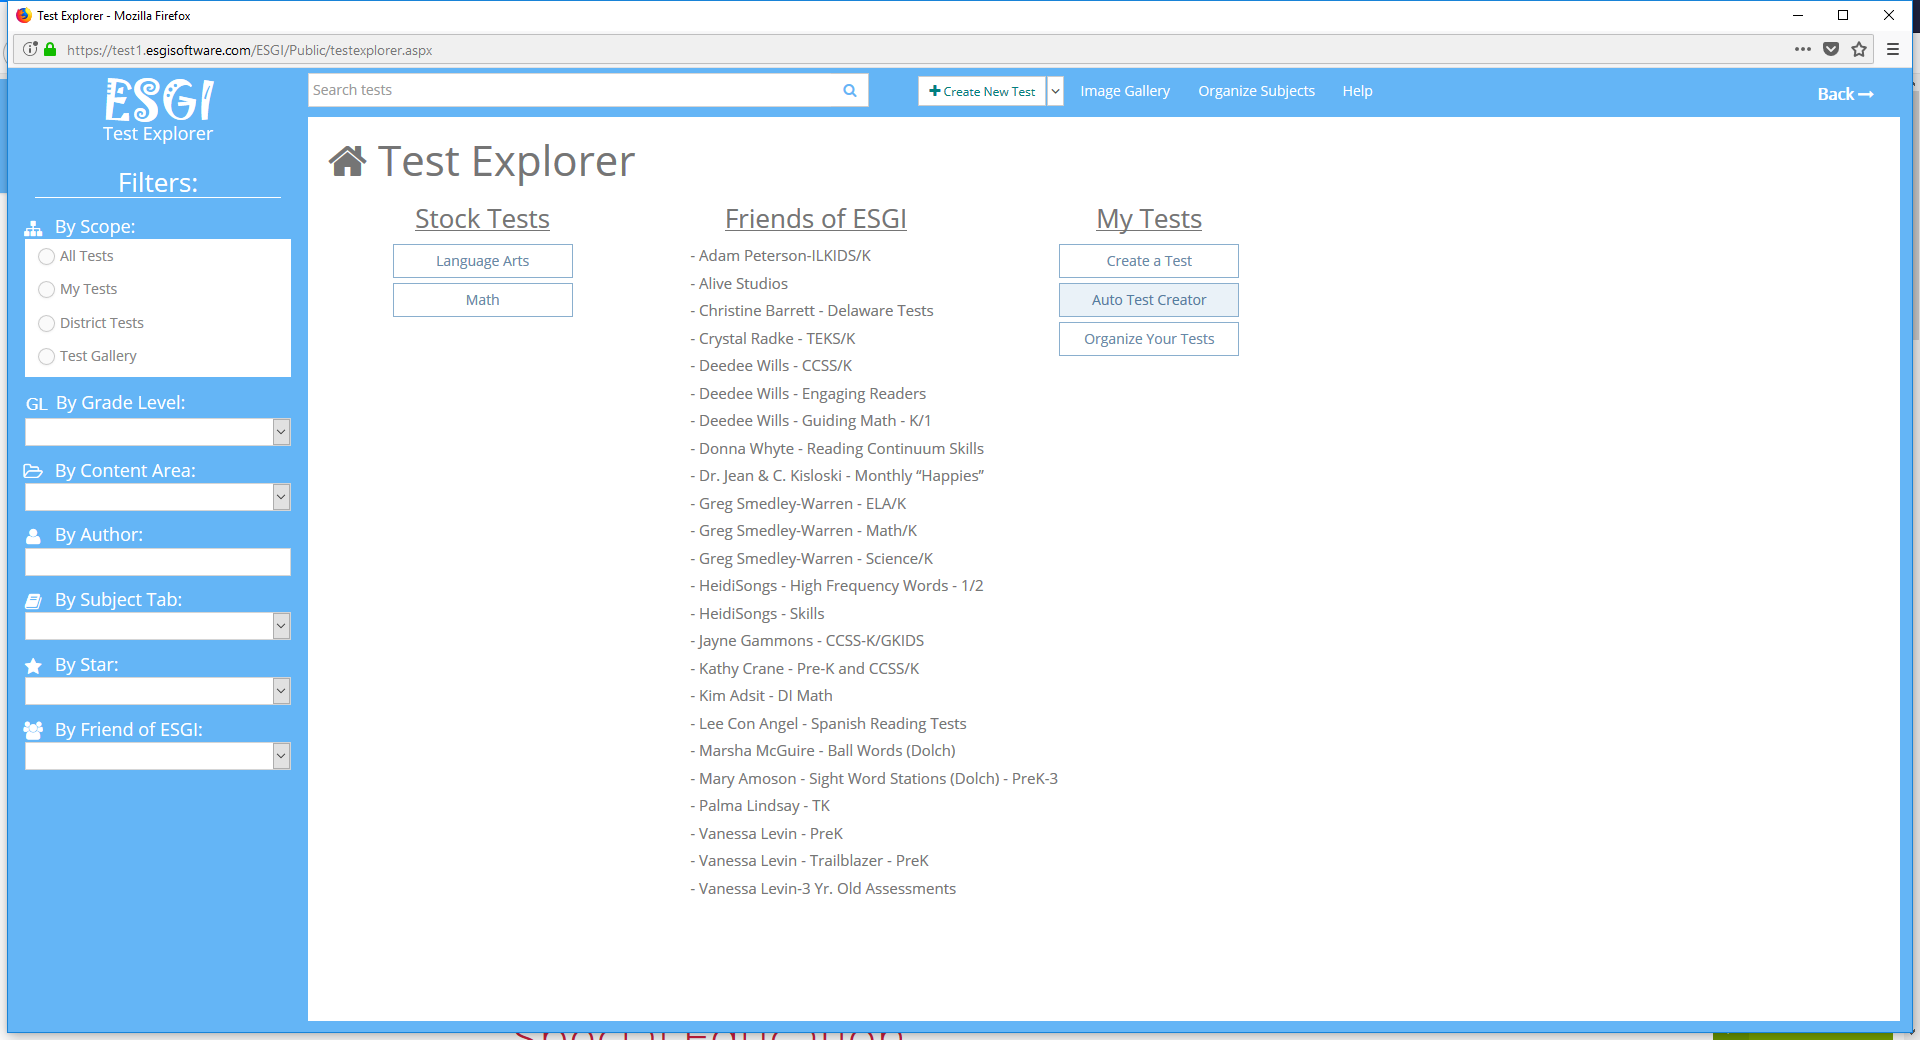 Test Explorer - Mozilla Firefox
https://test1.esgisoftware.com/ESGI/Public/testexplorer.aspx
ESGI
Test Explorer
Search tests
Create New Test
Image Gallery
Organize Subjects
Help
Back
Filters:
By Scope:
All Tests
My Tests
District Tests
Test Gallery
GL By Grade Level:
By Content Area:
By Author:
By Subject Tab:
By Star:
By Friend of ESGI:
Test Explorer
Stock Tests
Language Arts
Math
Friends of ESGI
- Adam Peterson-ILKIDS/K
- Alive Studios
- Christine Barrett - Delaware Tests
- Crystal Radke - TEKS/K
- Deedee Wills - CCSS/K
- Deedee Wills - Engaging Readers
- Deedee Wills - Guiding Math - K/1
- Donna Whyte - Reading Continuum Skills
- Dr. Jean & C. Kisloski - Monthly “Happies”
- Greg Smedley-Warren - ELA/K
- Greg Smedley-Warren - Math/K
- Greg Smedley-Warren - Science/K
- HeidiSongs - High Frequency Words - 1/2
- HeidiSongs - Skills
- Jayne Gammons - CCSS-K/GKIDS
- Kathy Crane - Pre-K and CCSS/K
- Kim Adsit - DI Math
- Lee Con Angel - Spanish Reading Tests
- Marsha McGuire - Ball Words (Dolch)
- Mary Amoson - Sight Word Stations (Dolch) - PreK-3
- Palma Lindsay - TK
- Vanessa Levin - PreK
- Vanessa Levin - Trailblazer - PreK
- Vanessa Levin-3 Yr. Old Assessments
My Tests
Create a Test
Auto Test Creator
Organize Your Tests